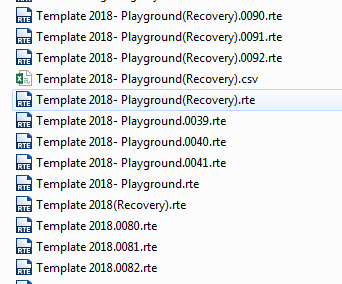 Template 2018- Playground(Recovery).0090.rte
Template 2018- Playground(Recovery).0091.rte
Template 2018- Playground(Recovery).0092.rte
Template 2018- Playground(Recovery).csv
Template 2018- Playground(Recovery).rte
Template 2018- Playground.0039.rte
Template 2018- Playground.0040.rte
Template 2018- Playground.0041.rte
Template 2018- Playground.rte
Template 2018(Recovery).rte
Template 2018.0080.rte
Template 2018.0081.rte
Template 2018.0082.rte